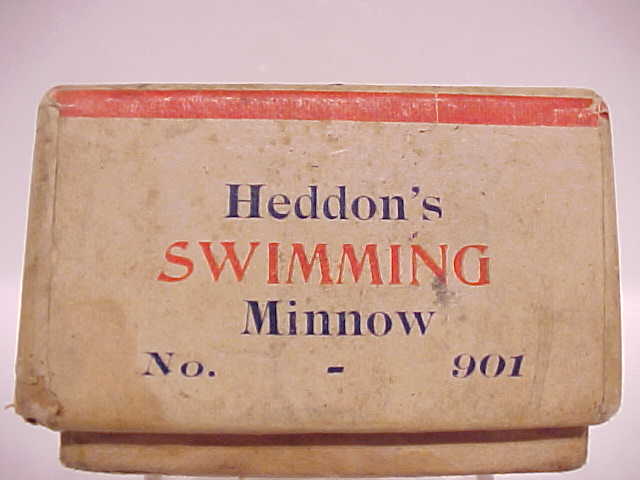 Heddon's
SWIMMING
Minnow
No. - 901